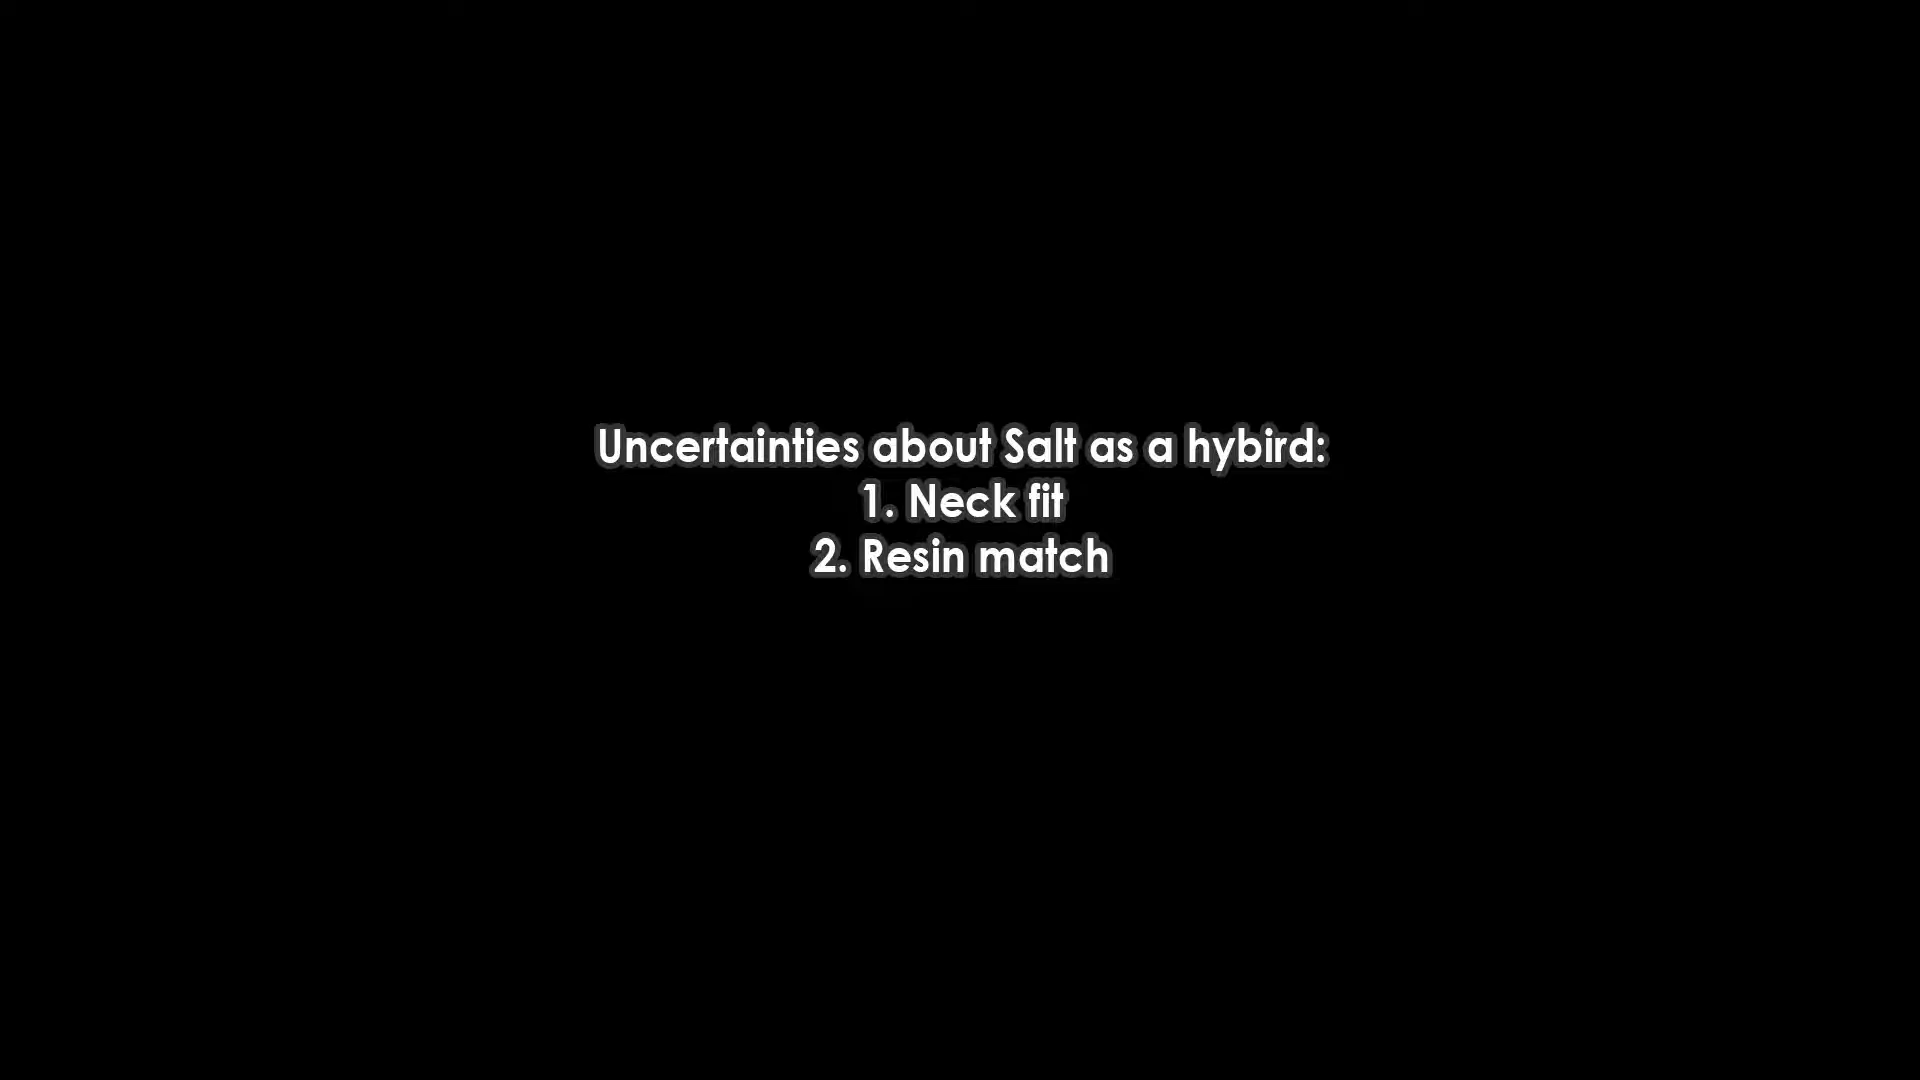 Uncertainties about Salt as a hybird:
1. Neck fit
2. Resin match